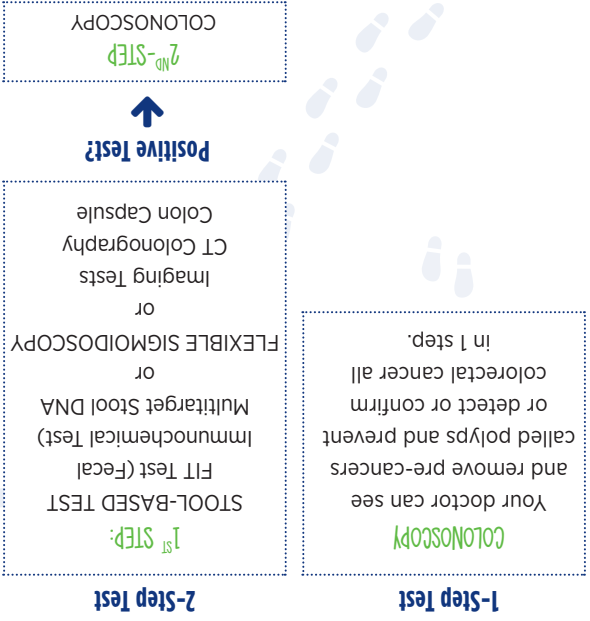 1-Step Test
COLONOSCOPY
Your doctor can see
and remove pre-cancers
called polyps and prevent
or detect or confirm
colorectal cancer all
in 1 step.
2-Step Test
1ST STEP:
STOOL-BASED TEST
FIT Test (Fecal
Immunochemical Test)
Multitarget Stool DNA
or
FLEXIBLE SIGMOIDOSCOPY
or
Imaging Tests
CT Colonography
Colon Capsule
Positive Test?
2ND-STEP
COLONOSCOPY